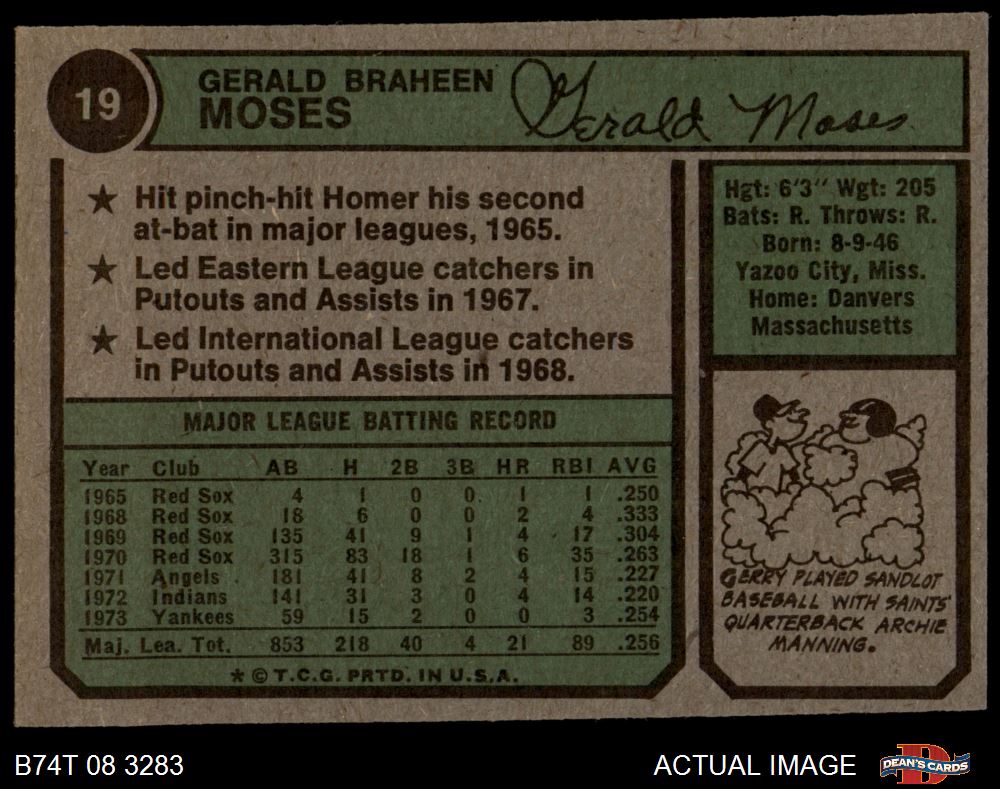 19
GERALD BRAHEEN
MOSES
Gerald Moses
★ Hit pinch-hit Homer his second
at-bat in major leagues, 1965.
★ Led Eastern League catchers in
Putouts and Assists in 1967.
★ Led International League catchers
in Putouts and Assists in 1968.
Hgt: 6'3" Wgt: 205
Bats: R. Throws: R.
Born: 8-9-46
Yazoo City, Miss.
Home: Danvers
Massachusetts
MAJOR LEAGUE BATTING RECORD
Year Club AB H 2B 3B HR RBI AVG
1965 Red Sox 4 1 0 0 1 1 .250
1968 Red Sox 18 6 0 0 2 4 .333
1969 Red Sox 135 41 9 1 4 17 .304
1970 Red Sox 315 83 18 1 6 35 .263
1971 Angels 181 41 8 2 4 15 .227
1972 Indians 141 31 3 0 4 14 .220
1973 Yankees 59 15 2 0 0 3 .254
Maj. Lea. Tot. 853 218 40 4 21 89 .256
* © T.C.G. PRTD. IN U.S.A.
GERRY PLAYED SANDLOT
BASEBALL WITH SAINTS'
QUARTERBACK ARCHIE
MANNING.
B74T 08 3283
ACTUAL IMAGE
D
DEAN'S CARDS